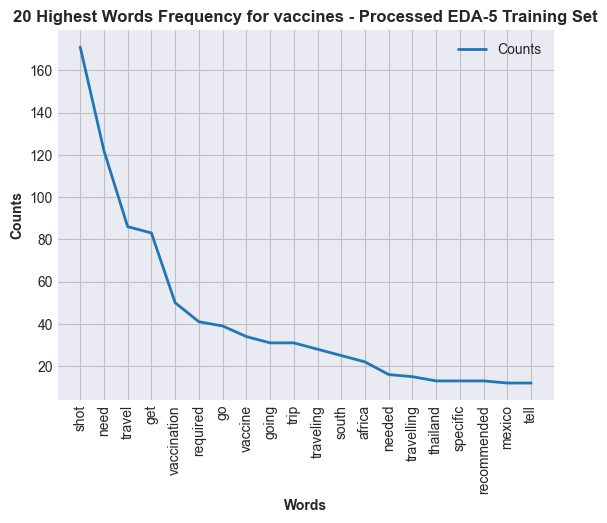 20 Highest Words Frequency for vaccines - Processed EDA-5 Training Set
Counts
160
140
120
100
80
60
40
20
Counts
shot
need
travel
get
vaccination
required
go
vaccine
going
trip
traveling
south
africa
needed
travelling
thailand
specific
recommended
mexico
tell
Words